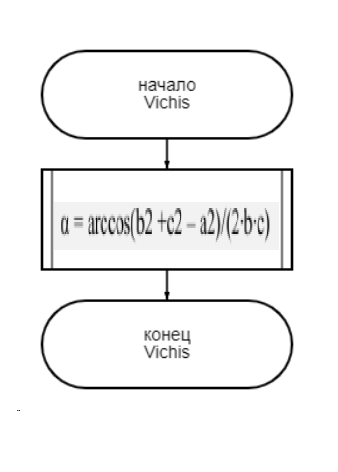 начало
Vichis
α = arccos(b2 +c2 – a2)/(2·b·c)
конец
Vichis